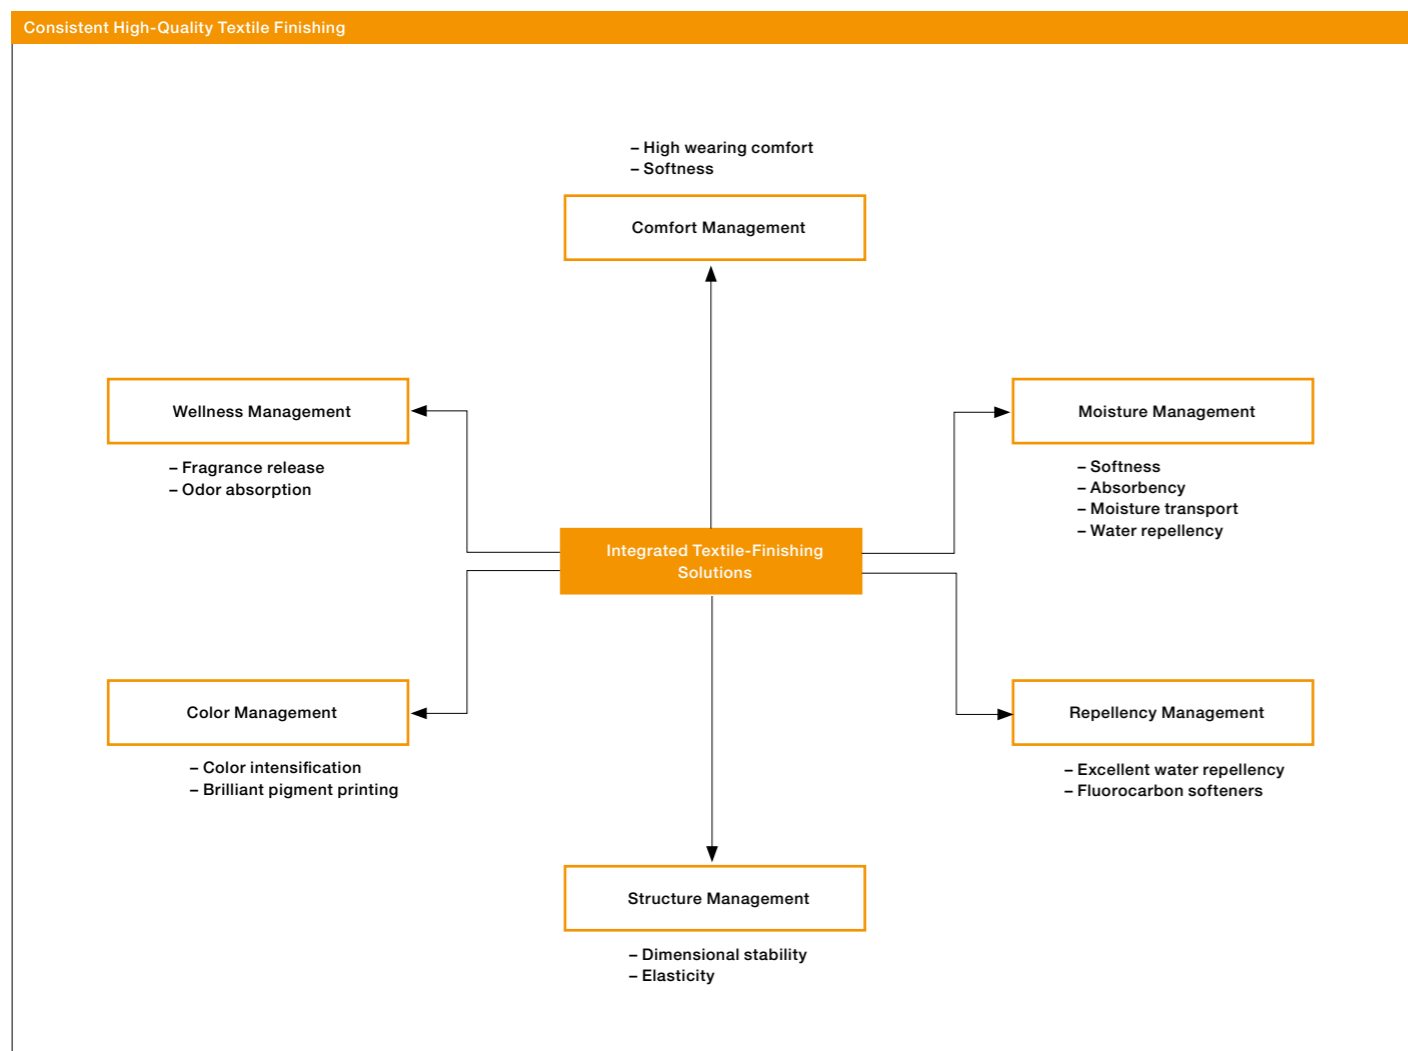 Consistent High-Quality Textile Finishing
– High wearing comfort
– Softness
Comfort Management
Wellness Management
– Fragrance release
– Odor absorption
Moisture Management
– Softness
– Absorbency
– Moisture transport
– Water repellency
Integrated Textile-Finishing
Solutions
Color Management
– Color intensification
– Brilliant pigment printing
Repellency Management
– Excellent water repellency
– Fluorocarbon softeners
Structure Management
– Dimensional stability
– Elasticity